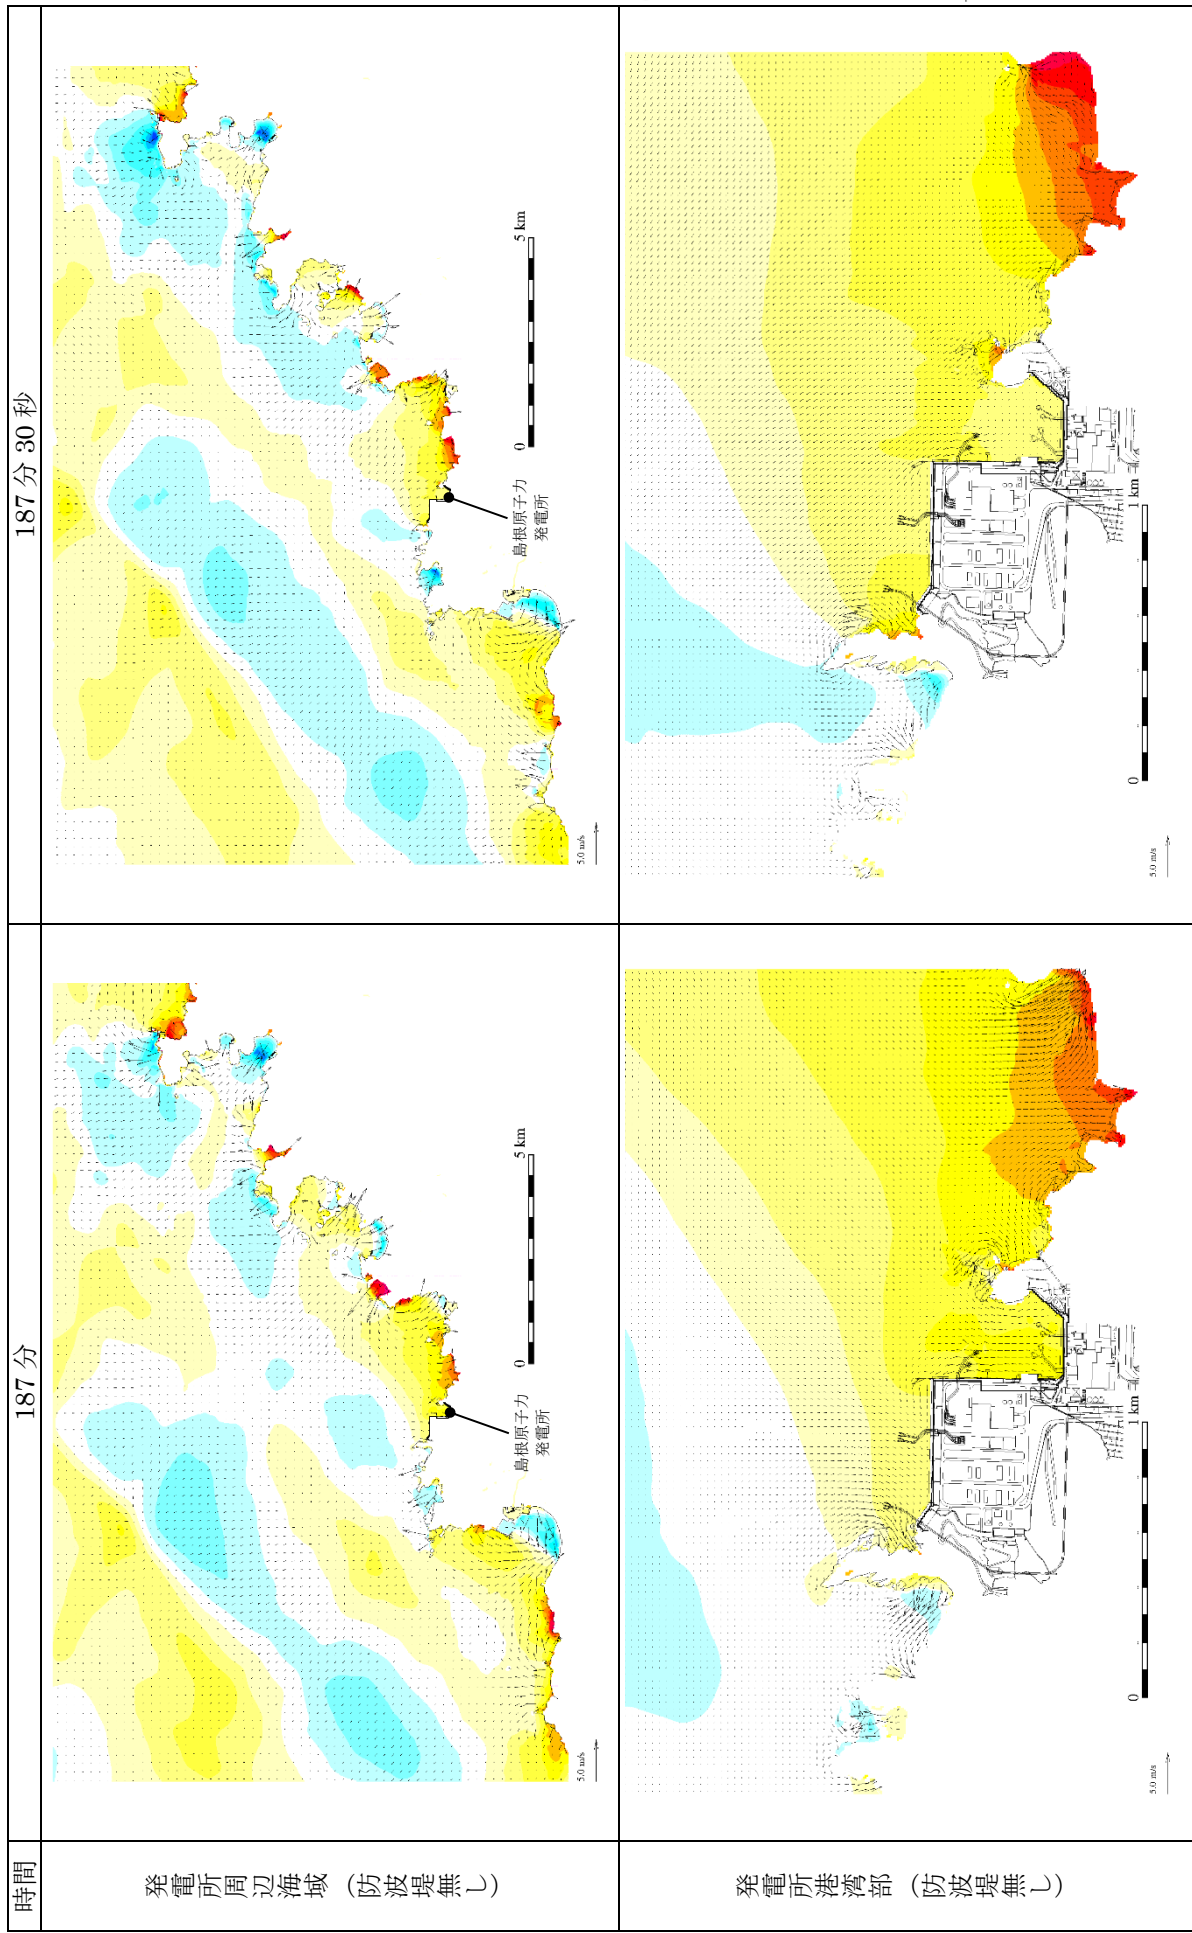 時間
187分
187分30秒
発電所周辺海域（防波堤無し）
島根原子力
発電所
0
5 km
5.0 m/s
島根原子力
発電所
0
5 km
5.0 m/s
発電所港湾部（防波堤無し）
0
1 km
5.0 m/s
0
1 km
5.0 m/s